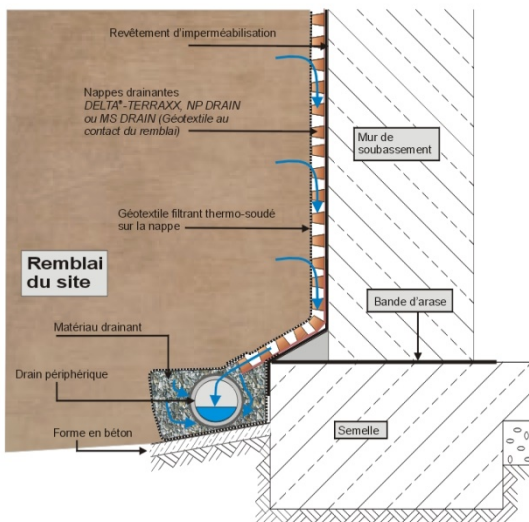 Revêtement d'imperméabilisation
Nappes drainantes
DELTA®-TERRAXX, NP DRAIN
ou MS DRAIN (Géotextile au
contact du remblai)
Mur de
soubassement
Géotextile filtrant thermo-soudé
sur la nappe
Remblai
du site
Bande d'arase
Matériau drainant
Drain périphérique
Semelle
Forme en béton